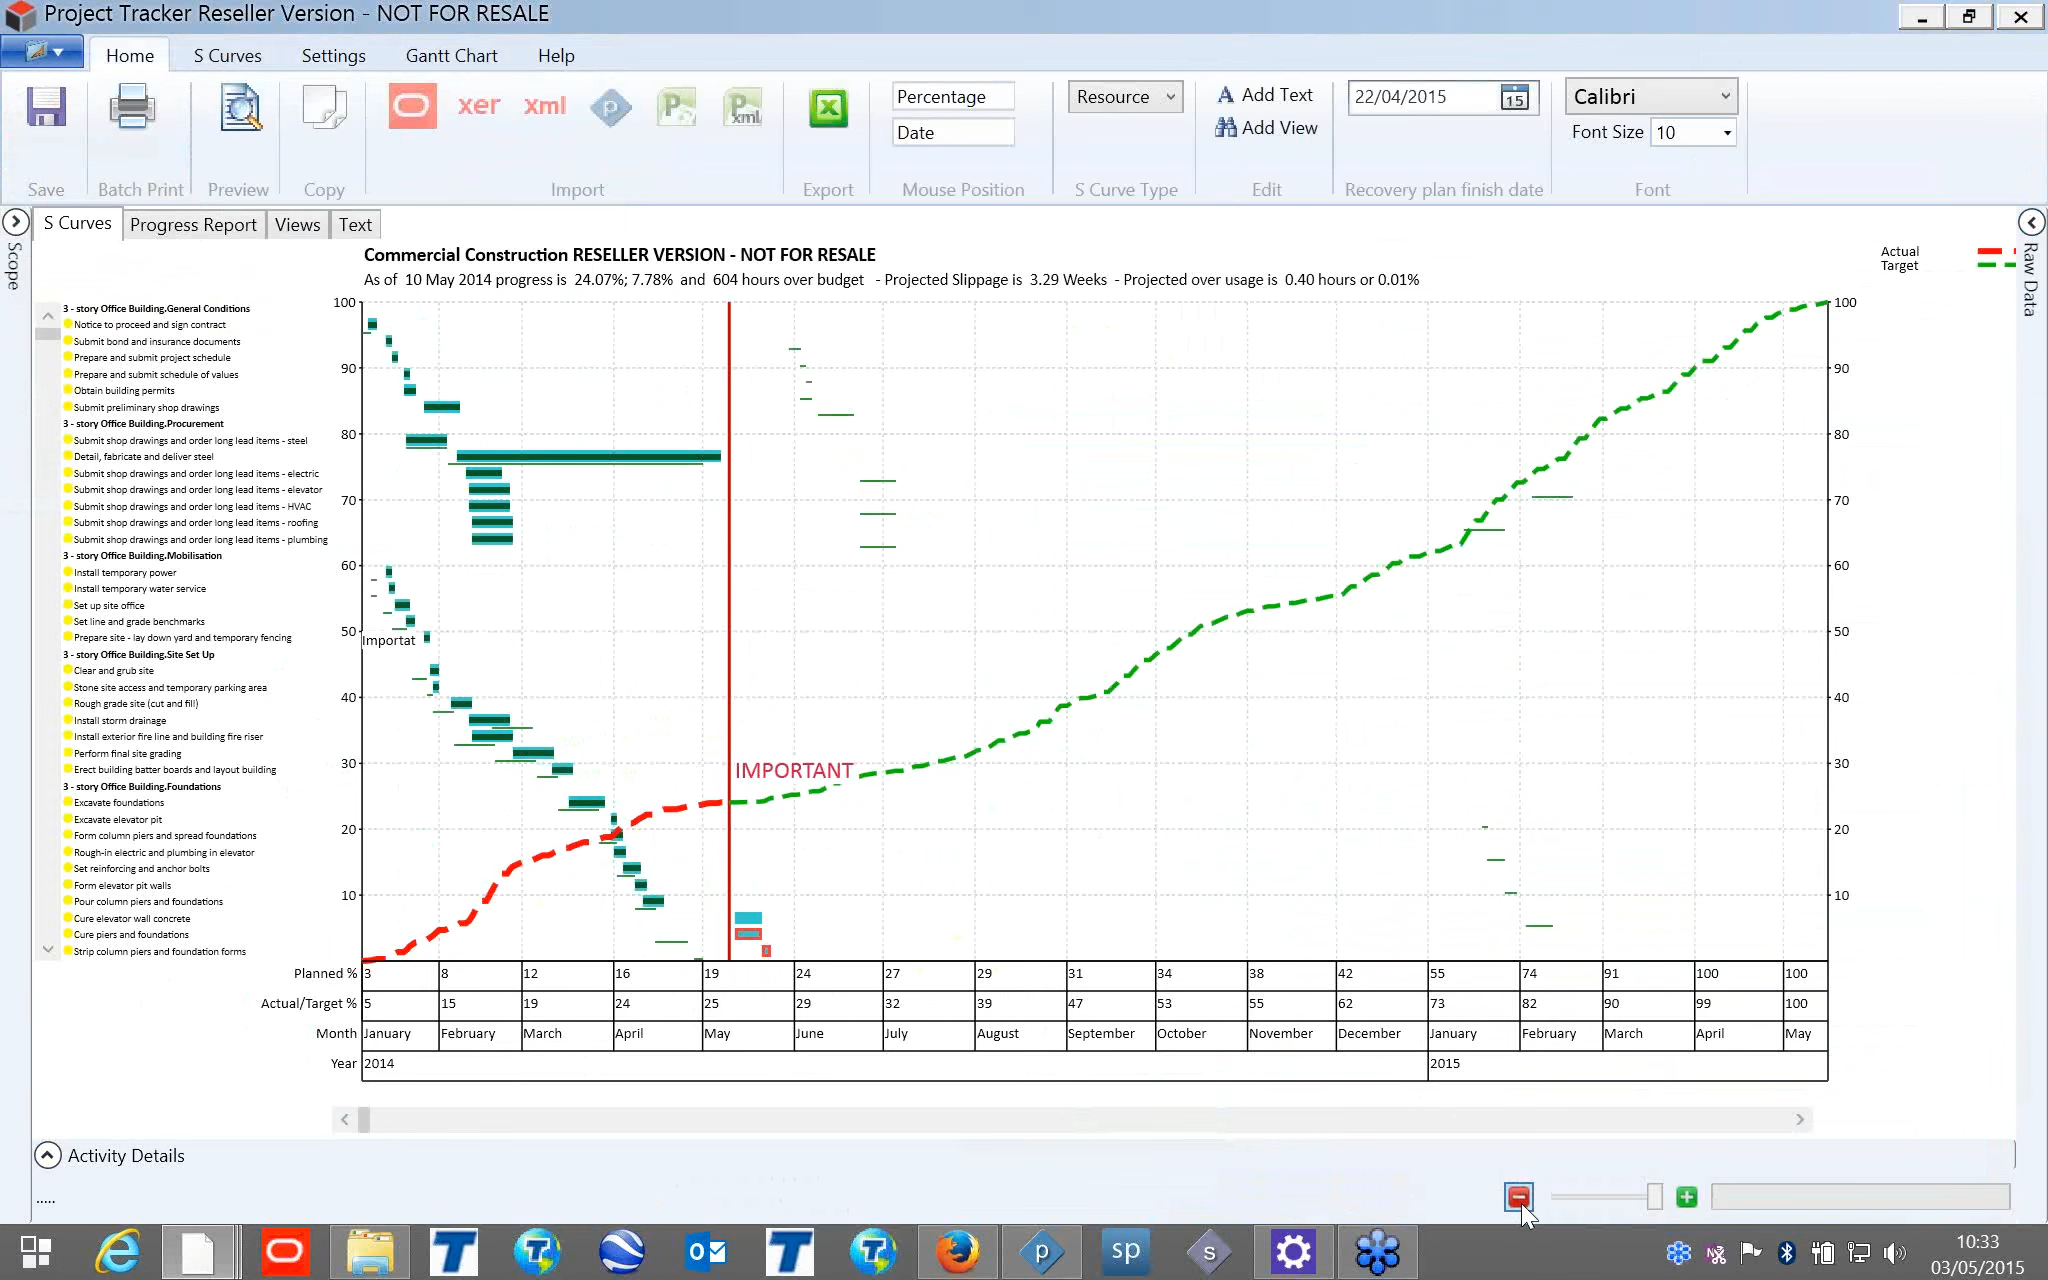 Project Tracker Reseller Version - NOT FOR RESALE
Home S Curves Settings Gantt Chart Help
xer xml P P xml X
Percentage
Date
Resource
Add Text
Add View
22/04/2015 15
Calibri
Font Size 10
Save Batch Print Preview Copy Import Export Mouse Position S Curve Type Edit Recovery plan finish date Font
S Curves Progress Report Views Text
Scope
Raw Data
Commercial Construction RESELLER VERSION - NOT FOR RESALE
As of 10 May 2014 progress is 24.07%; 7.78% and 604 hours over budget - Projected Slippage is 3.29 Weeks - Projected over usage is 0.40 hours or 0.01%
Actual
Target
3 - story Office Building.General Conditions
Notice to proceed and sign contract
Submit bond and insurance documents
Prepare and submit project schedule
Prepare and submit schedule of values
Obtain building permits
Submit preliminary shop drawings
3 - story Office Building.Procurement
Submit shop drawings and order long lead items - steel
Detail, fabricate and deliver steel
Submit shop drawings and order long lead items - electric
Submit shop drawings and order long lead items - elevator
Submit shop drawings and order long lead items - HVAC
Submit shop drawings and order long lead items - roofing
Submit shop drawings and order long lead items - plumbing
3 - story Office Building.Mobilisation
Install temporary power
Install temporary water service
Set up site office
Set line and grade benchmarks
Prepare site - lay down yard and temporary fencing
3 - story Office Building.Site Set Up
Clear and grub site
Stone site access and temporary parking area
Rough grade site (cut and fill)
Install storm drainage
Install exterior fire line and building fire riser
Perform final site grading
Erect building batter boards and layout building
3 - story Office Building.Foundations
Excavate foundations
Excavate elevator pit
Form column piers and spread foundations
Rough-in electric and plumbing in elevator
Set reinforcing and anchor bolts
Form elevator pit walls
Pour column piers and foundations
Cure elevator wall concrete
Cure piers and foundations
Strip column piers and foundation forms
100 100
90 90
80 80
70 70
60 60
50 50
Importat
40 40
30 30
IMPORTANT
20 20
10 10
Planned % 3 8 12 16 19 24 27 29 31 34 38 42 55 74 91 100 100
Actual/Target % 5 15 19 24 25 29 32 39 47 53 55 62 73 82 90 99 100
Month January February March April May June July August September October November December January February March April May
Year 2014 2015
Activity Details
.....
T T O T T p sp s
10:33
03/05/2015